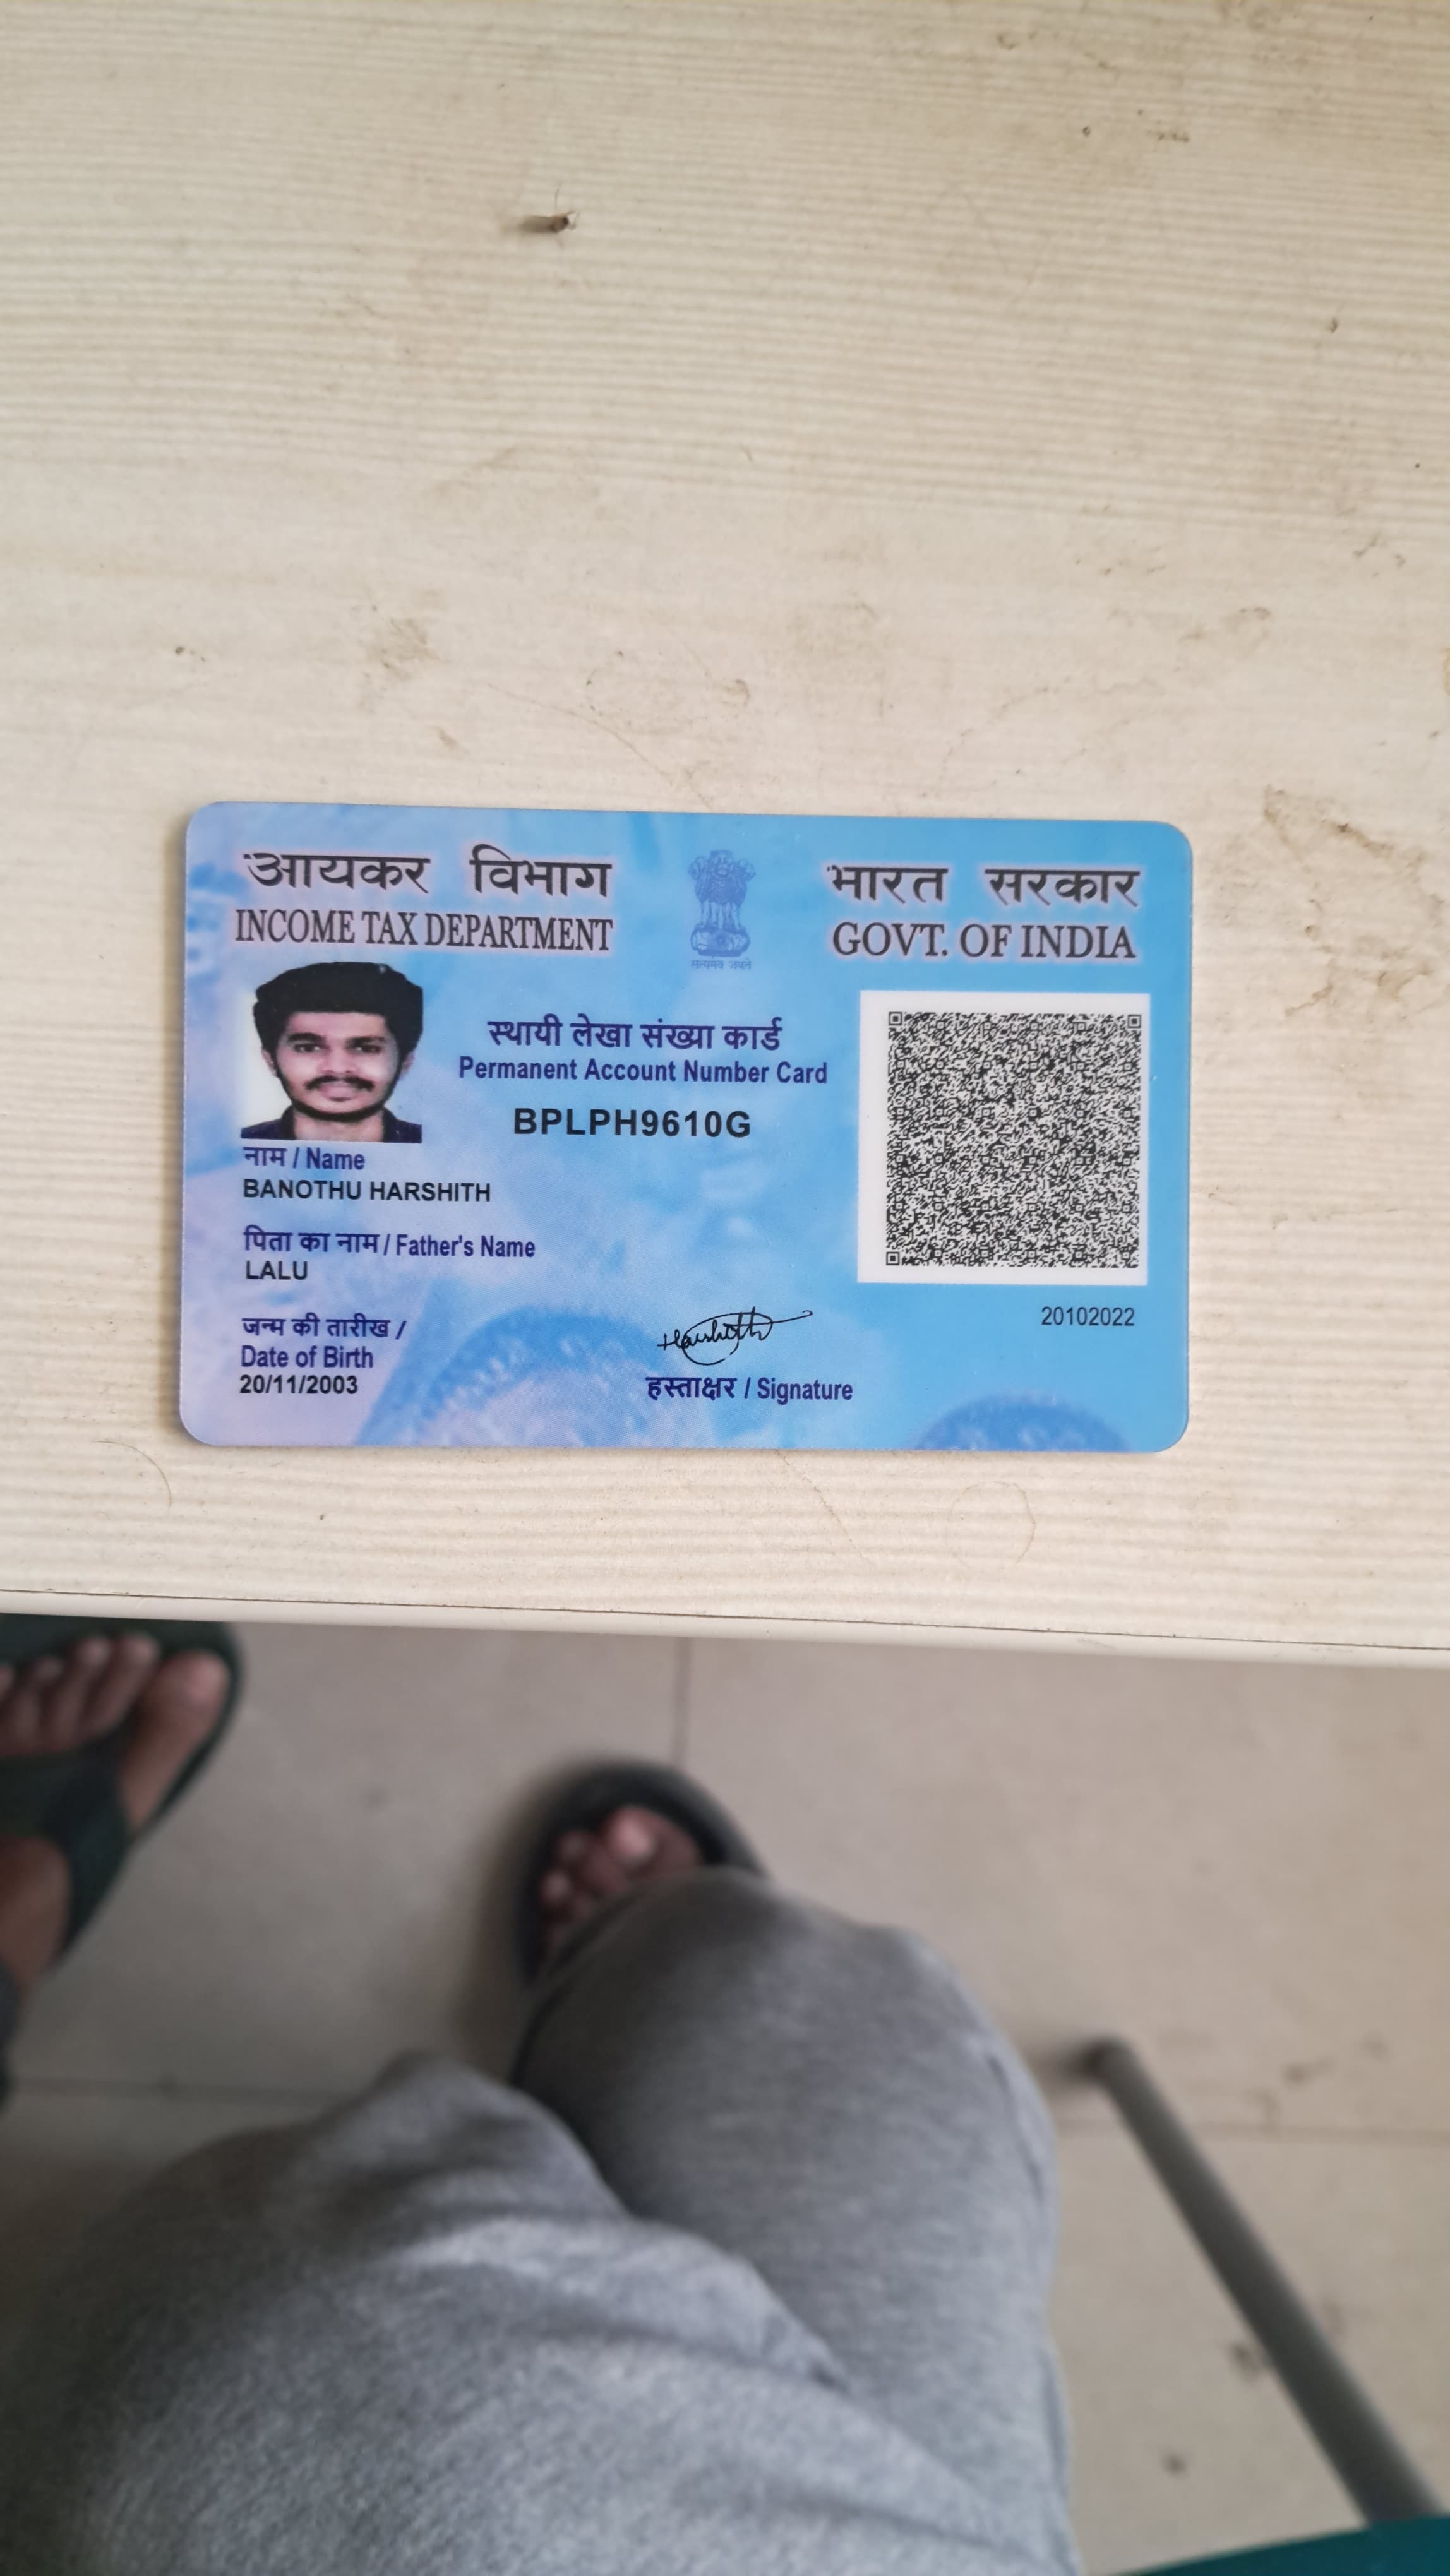 आयकर विभाग
INCOME TAX DEPARTMENT
भारत सरकार
GOVT. OF INDIA
सत्यमेव जयते
स्थायी लेखा संख्या कार्ड
Permanent Account Number Card
BPLPH9610G
नाम / Name
BANOTHU HARSHITH
पिता का नाम / Father's Name
LALU
जन्म की तारीख /
Date of Birth
20/11/2003
Harshith
हस्ताक्षर / Signature
20102022